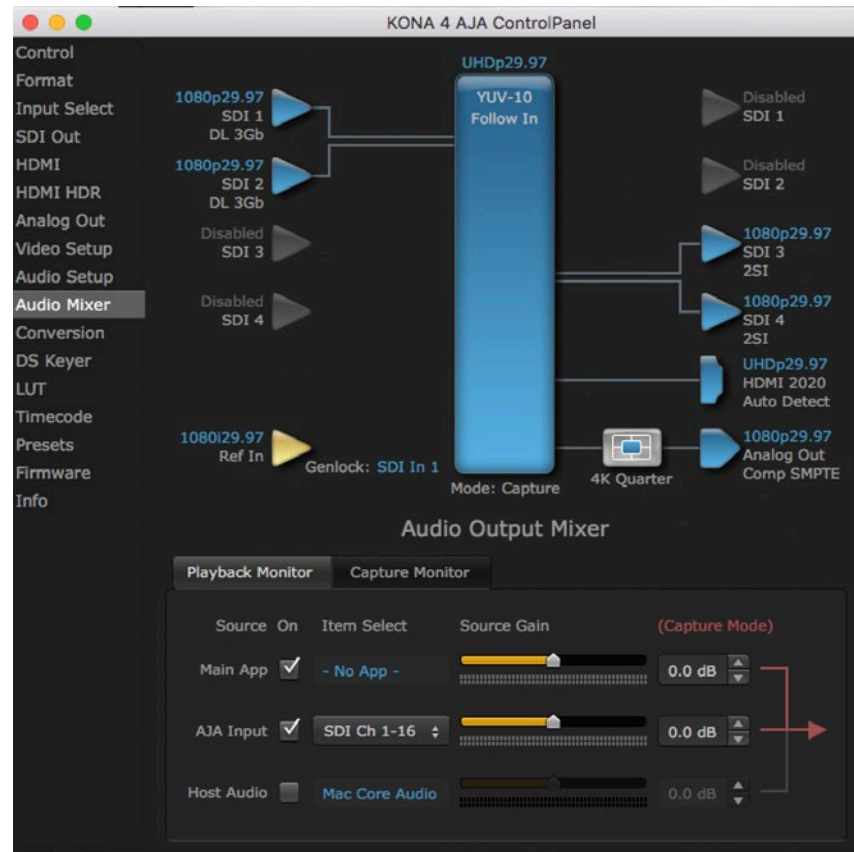 KONA 4 AJA ControlPanel
Control
Format
Input Select
SDI Out
HDMI
HDMI HDR
Analog Out
Video Setup
Audio Setup
Audio Mixer
Conversion
DS Keyer
LUT
Timecode
Presets
Firmware
Info
1080p29.97
SDI 1
DL 3Gb
1080p29.97
SDI 2
DL 3Gb
Disabled
SDI 3
Disabled
SDI 4
1080i29.97
Ref In
Genlock: SDI In 1
UHDp29.97
YUV-10
Follow In
Mode: Capture
Disabled
SDI 1
Disabled
SDI 2
1080p29.97
SDI 3
2SI
1080p29.97
SDI 4
2SI
UHDp29.97
HDMI 2020
Auto Detect
4K Quarter
1080p29.97
Analog Out
Comp SMPTE
Audio Output Mixer
Playback Monitor Capture Monitor
Source On Item Select Source Gain (Capture Mode)
Main App - No App - 0.0 dB
AJA Input SDI Ch 1-16 0.0 dB
Host Audio Mac Core Audio 0.0 dB